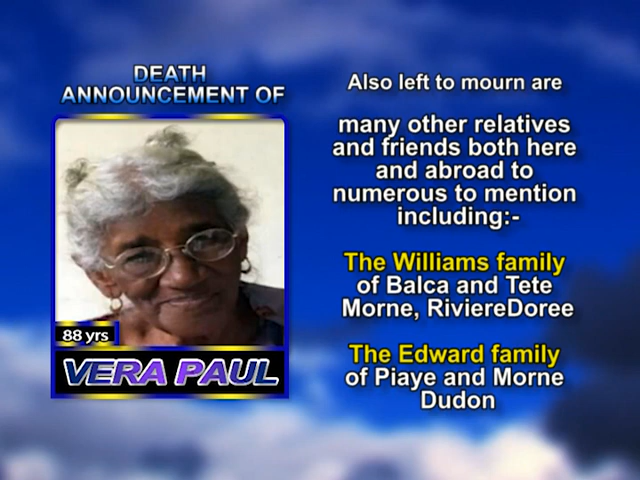 DEATH
ANNOUNCEMENT OF
88 yrs
VERA PAUL
Also left to mourn are
many other relatives
and friends both here
and abroad to
numerous to mention
including:-
The Williams family
of Balca and Tete
Morne, RiviereDoree
The Edward family
of Piaye and Morne
Dudon